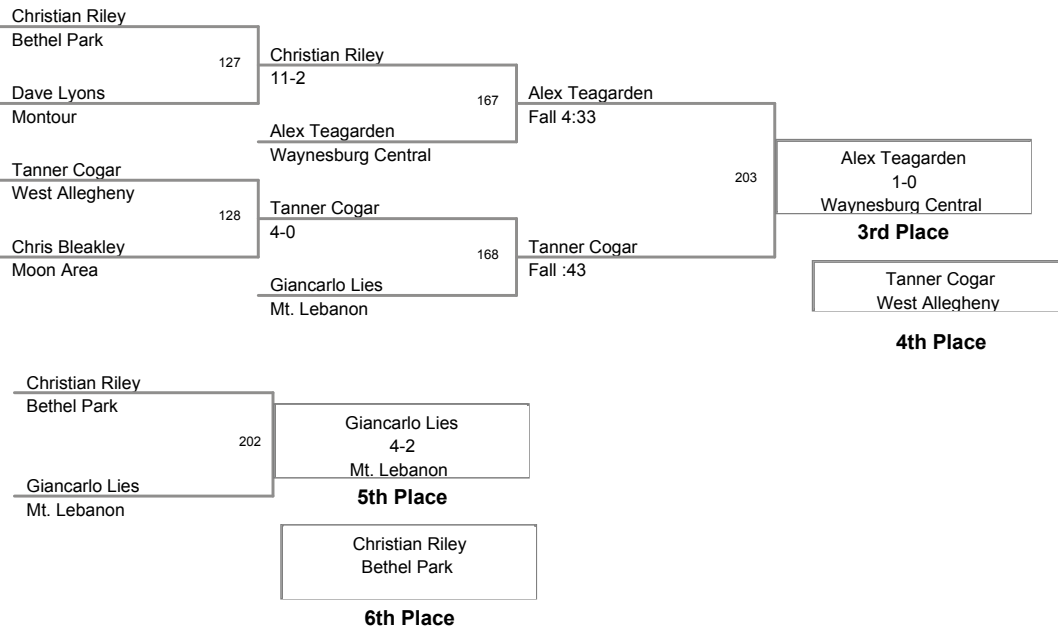 Christian Riley
Bethel Park
127
Dave Lyons
Montour
Tanner Cogar
West Allegheny
128
Chris Bleakley
Moon Area
Christian Riley
11-2
167
Alex Teagarden
Waynesburg Central
Tanner Cogar
4-0
168
Giancarlo Lies
Mt. Lebanon
Alex Teagarden
Fall 4:33
203
Tanner Cogar
Fall :43
Alex Teagarden
1-0
Waynesburg Central
3rd Place
Tanner Cogar
West Allegheny
4th Place
Christian Riley
Bethel Park
202
Giancarlo Lies
Mt. Lebanon
Giancarlo Lies
4-2
Mt. Lebanon
5th Place
Christian Riley
Bethel Park
6th Place